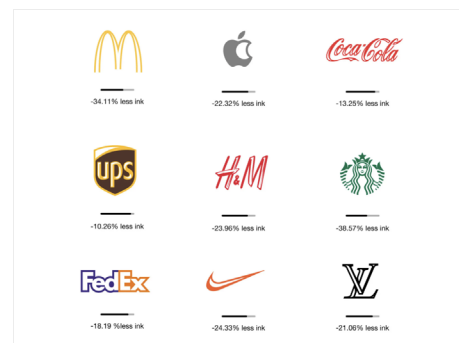 -34.11% less ink
-22.32% less ink
Coca-Cola
-13.25% less ink
ups
-10.26% less ink
H&M
-23.96% less ink
-38.57% less ink
FedEx
-18.19 %less ink
-24.33% less ink
LV
-21.06% less ink